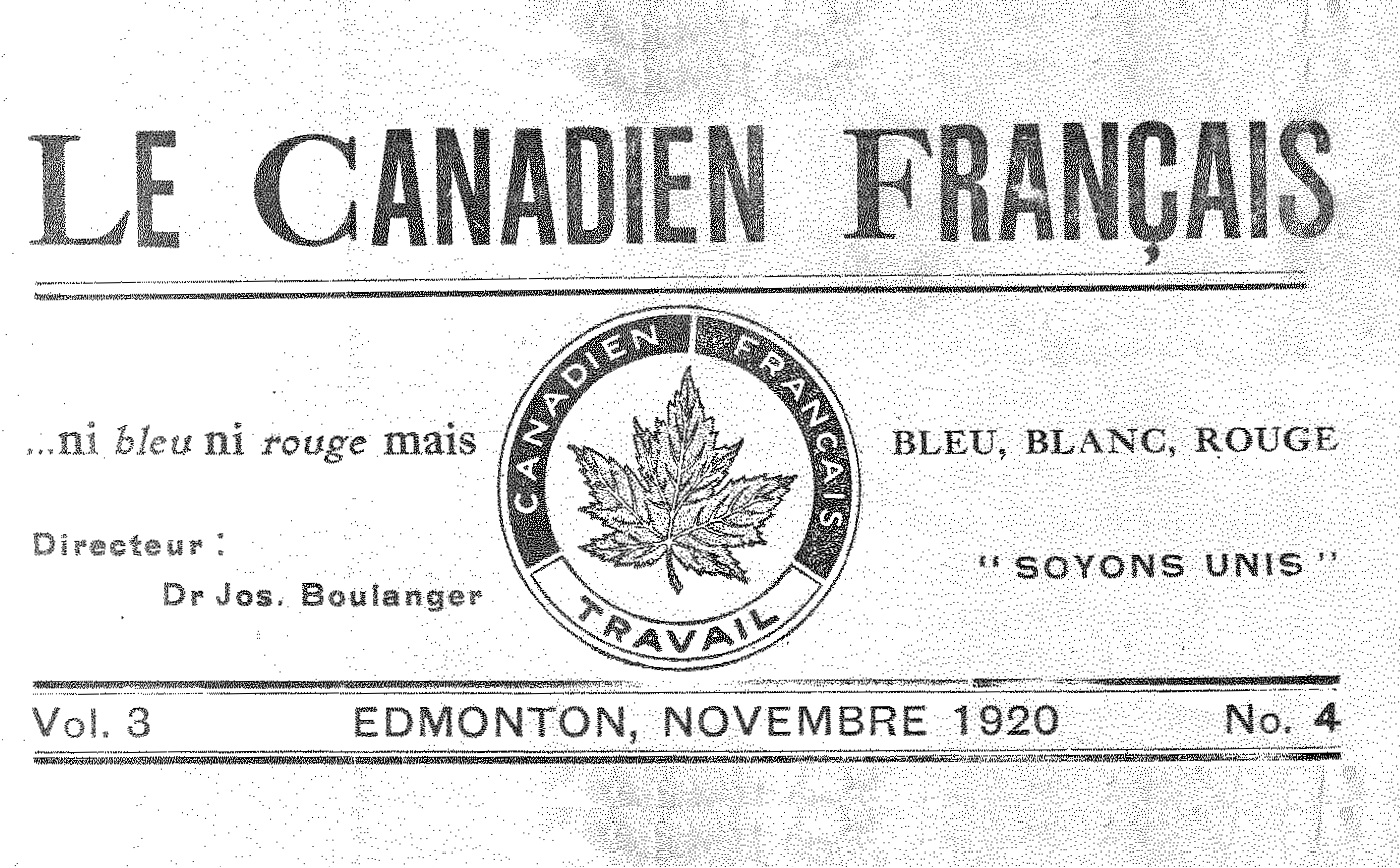 LE CANADIEN FRANÇAIS
CANADIEN FRANÇAIS
...ni bleu ni rouge mais
BLEU, BLANC, ROUGE
Directeur :
Dr Jos. Boulanger
" SOYONS UNIS "
TRAVAIL
Vol. 3 EDMONTON, NOVEMBRE 1920 No. 4